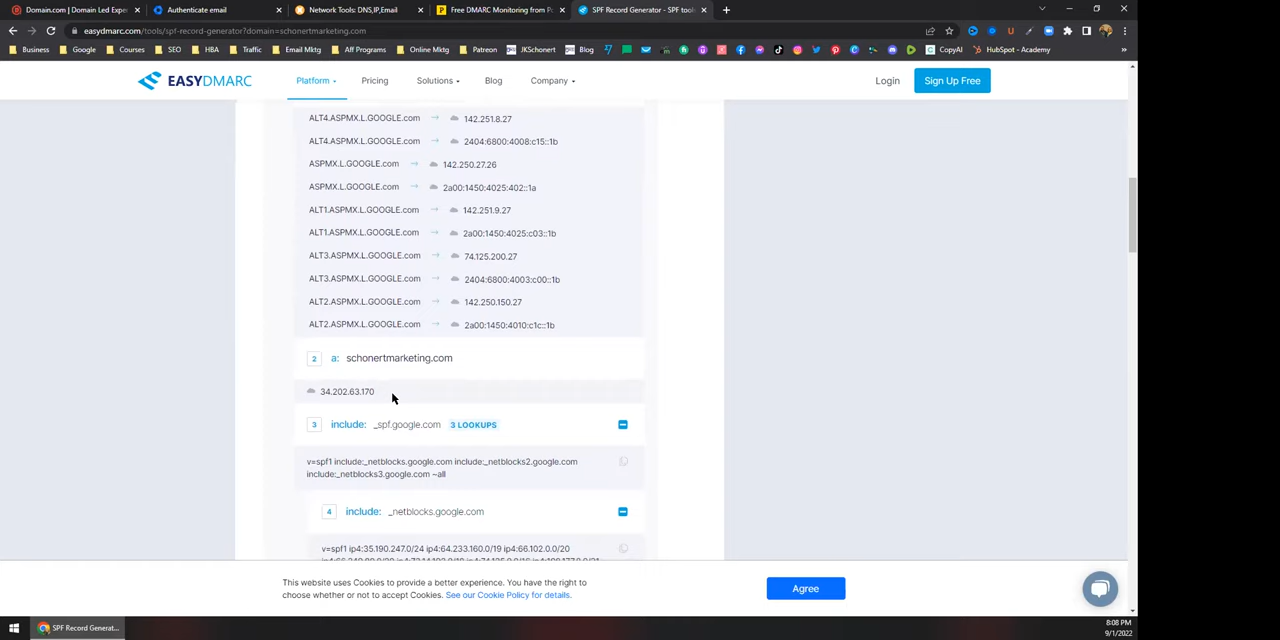 Domain.com | Domain Led Expe
Authenticate email
Network Tools: DNS,IP,Email
Free DMARC Monitoring from Po
SPF Record Generator - SPF tools
easydmarc.com/tools/spf-record-generator?domain=schonertmarketing.com
Business
Google
Courses
SEO
HBA
Traffic
Email Mktg
Aff Programs
Online Mktg
Patreon
JKSchonert
Blog
CopyAI
HubSpot - Academy
EASYDMARC
Platform
Pricing
Solutions
Blog
Company
Login
Sign Up Free
ALT4.ASPMX.L.GOOGLE.com → 142.251.8.27
ALT4.ASPMX.L.GOOGLE.com → 2404:6800:4008:c15::1b
ASPMX.L.GOOGLE.com → 142.250.27.26
ASPMX.L.GOOGLE.com → 2a00:1450:4025:402::1a
ALT1.ASPMX.L.GOOGLE.com → 142.251.9.27
ALT1.ASPMX.L.GOOGLE.com → 2a00:1450:4025:c03::1b
ALT3.ASPMX.L.GOOGLE.com → 74.125.200.27
ALT3.ASPMX.L.GOOGLE.com → 2404:6800:4003:c00::1b
ALT2.ASPMX.L.GOOGLE.com → 142.250.150.27
ALT2.ASPMX.L.GOOGLE.com → 2a00:1450:4010:c1c::1b
2 a: schonertmarketing.com
34.202.63.170
3 include: _spf.google.com 3 LOOKUPS
v=spf1 include:_netblocks.google.com include:_netblocks2.google.com
include:_netblocks3.google.com ~all
4 include: _netblocks.google.com
v=spf1 ip4:35.190.247.0/24 ip4:64.233.160.0/19 ip4:66.102.0.0/20
This website uses Cookies to provide a better experience. You have the right to
choose whether or not to accept Cookies. See our Cookie Policy for details.
Agree
SPF Record Generat...
8:08 PM
9/1/2022